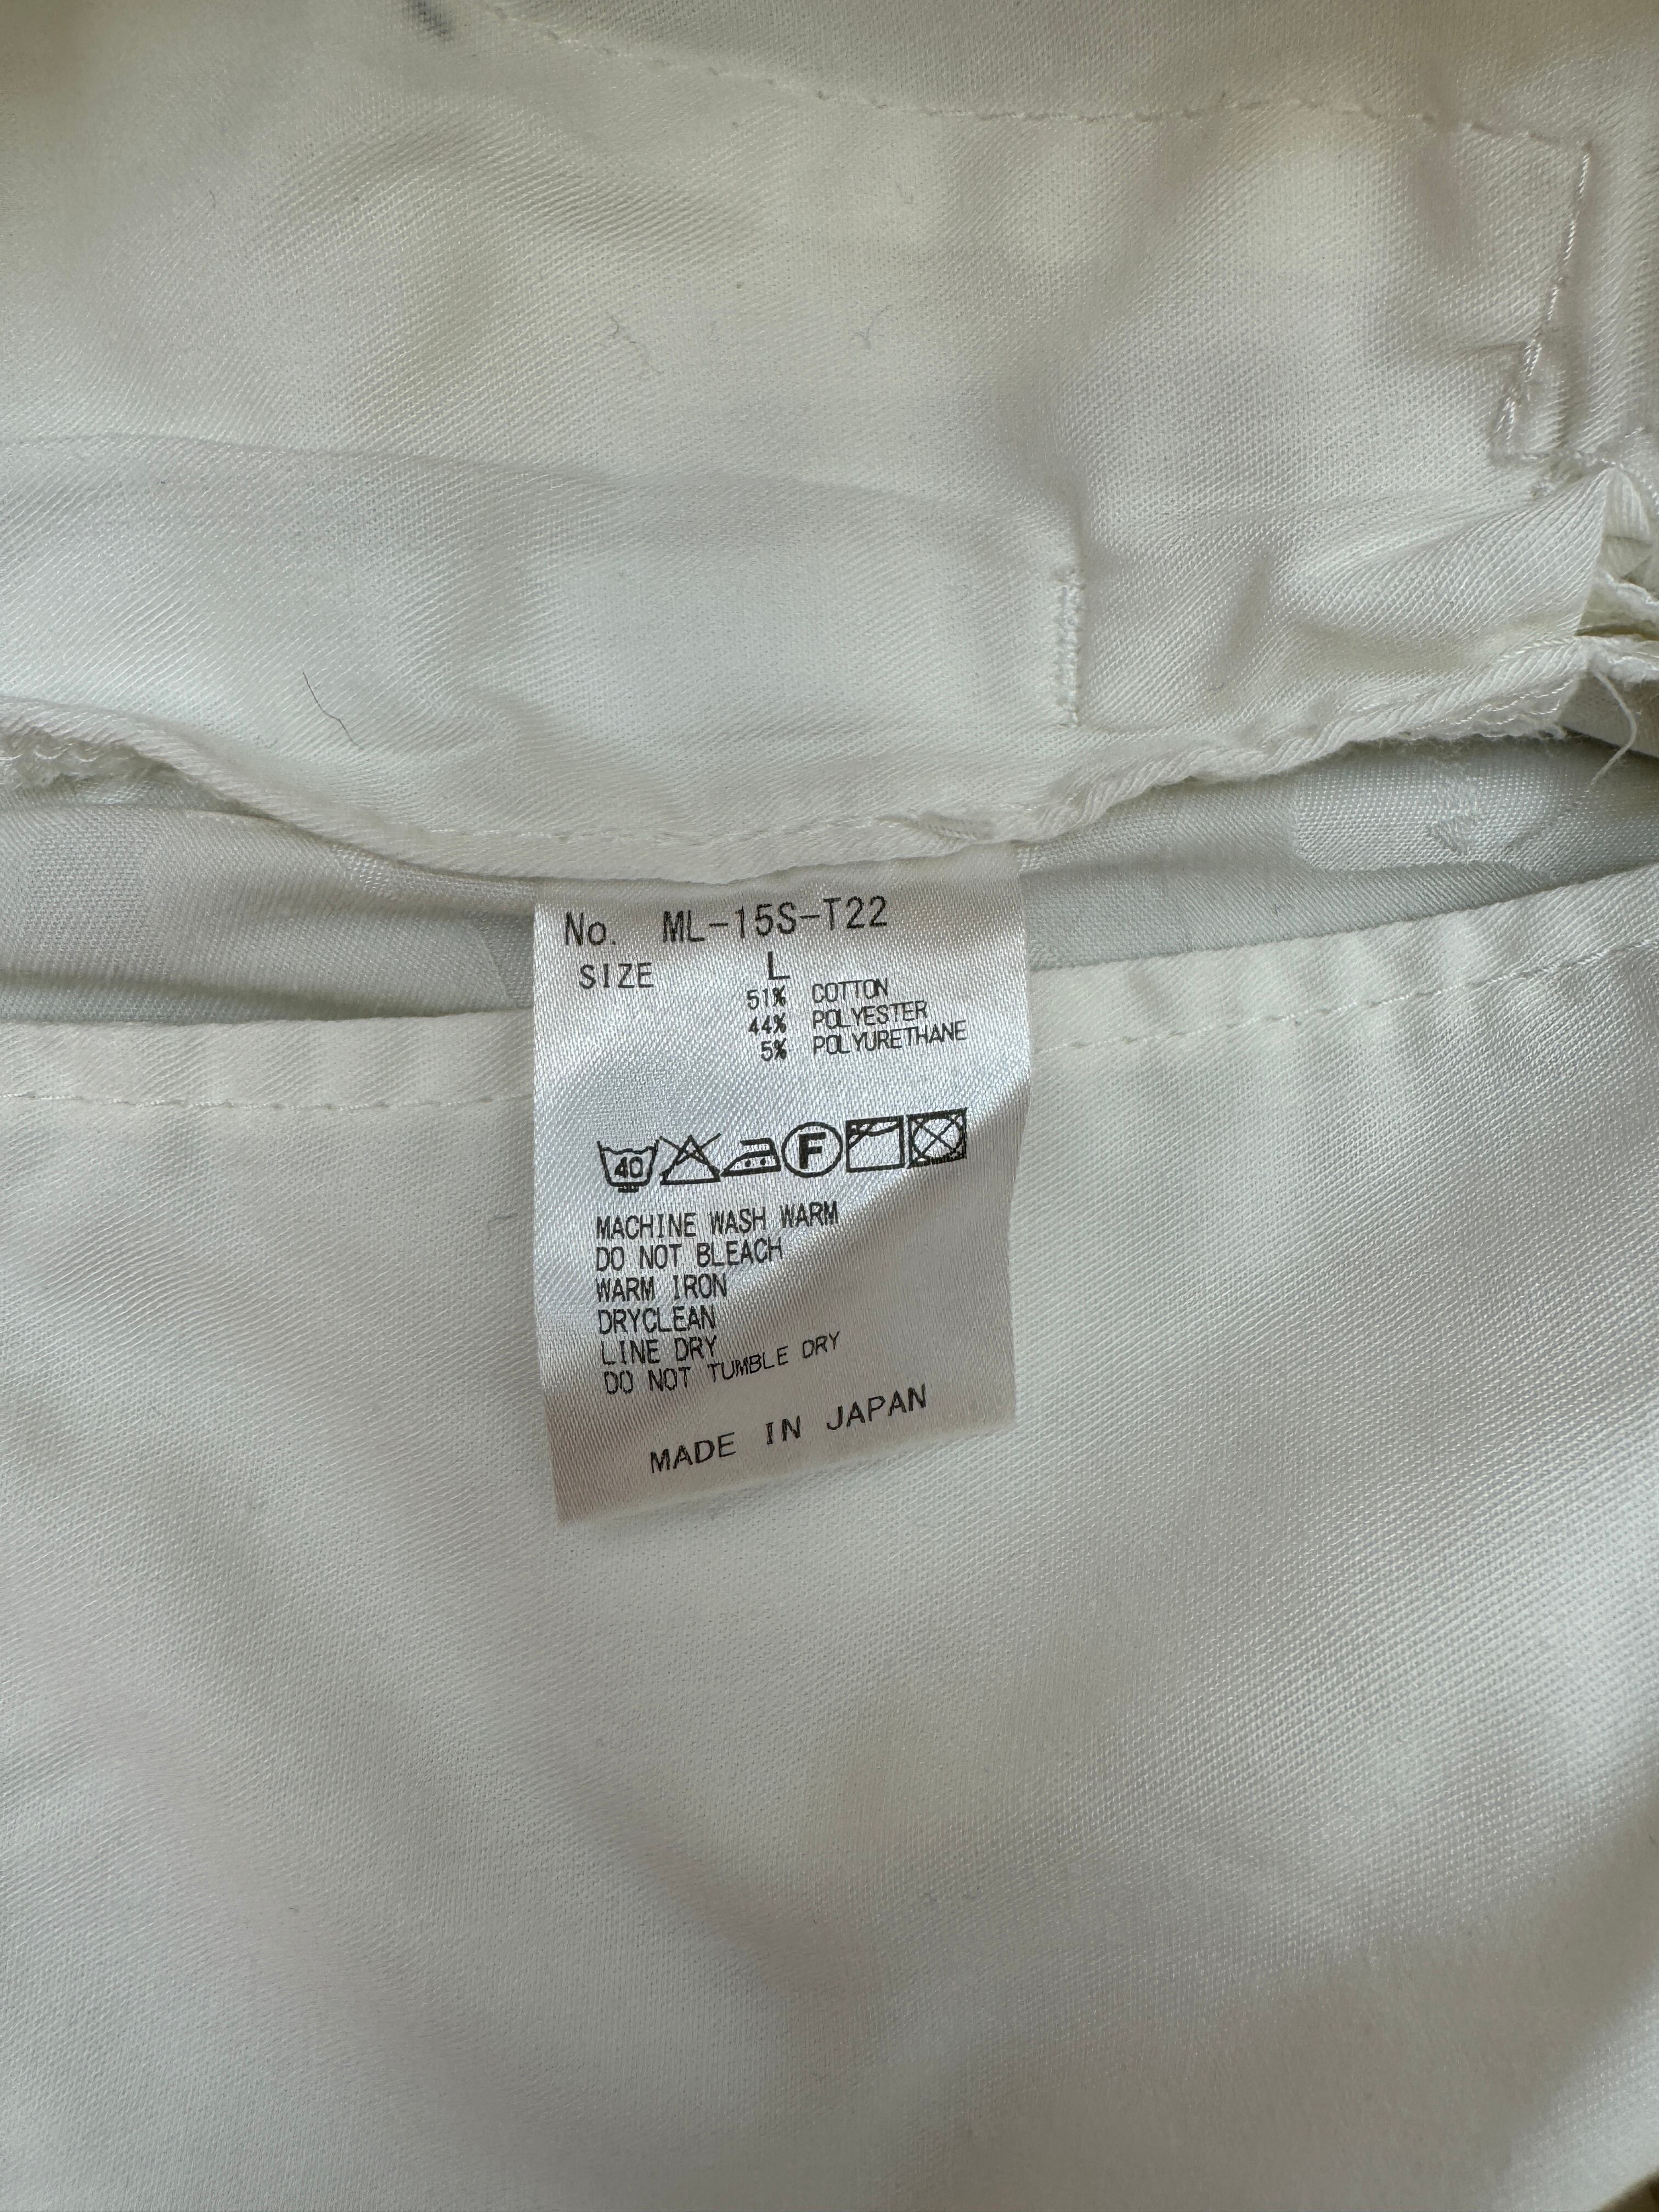 No. ML-15S-T22
SIZE L
51% COTTON
44% POLYESTER
5% POLYURETHANE
40 F
MACHINE WASH WARM
DO NOT BLEACH
WARM IRON
DRYCLEAN
LINE DRY
DO NOT TUMBLE DRY
MADE IN JAPAN